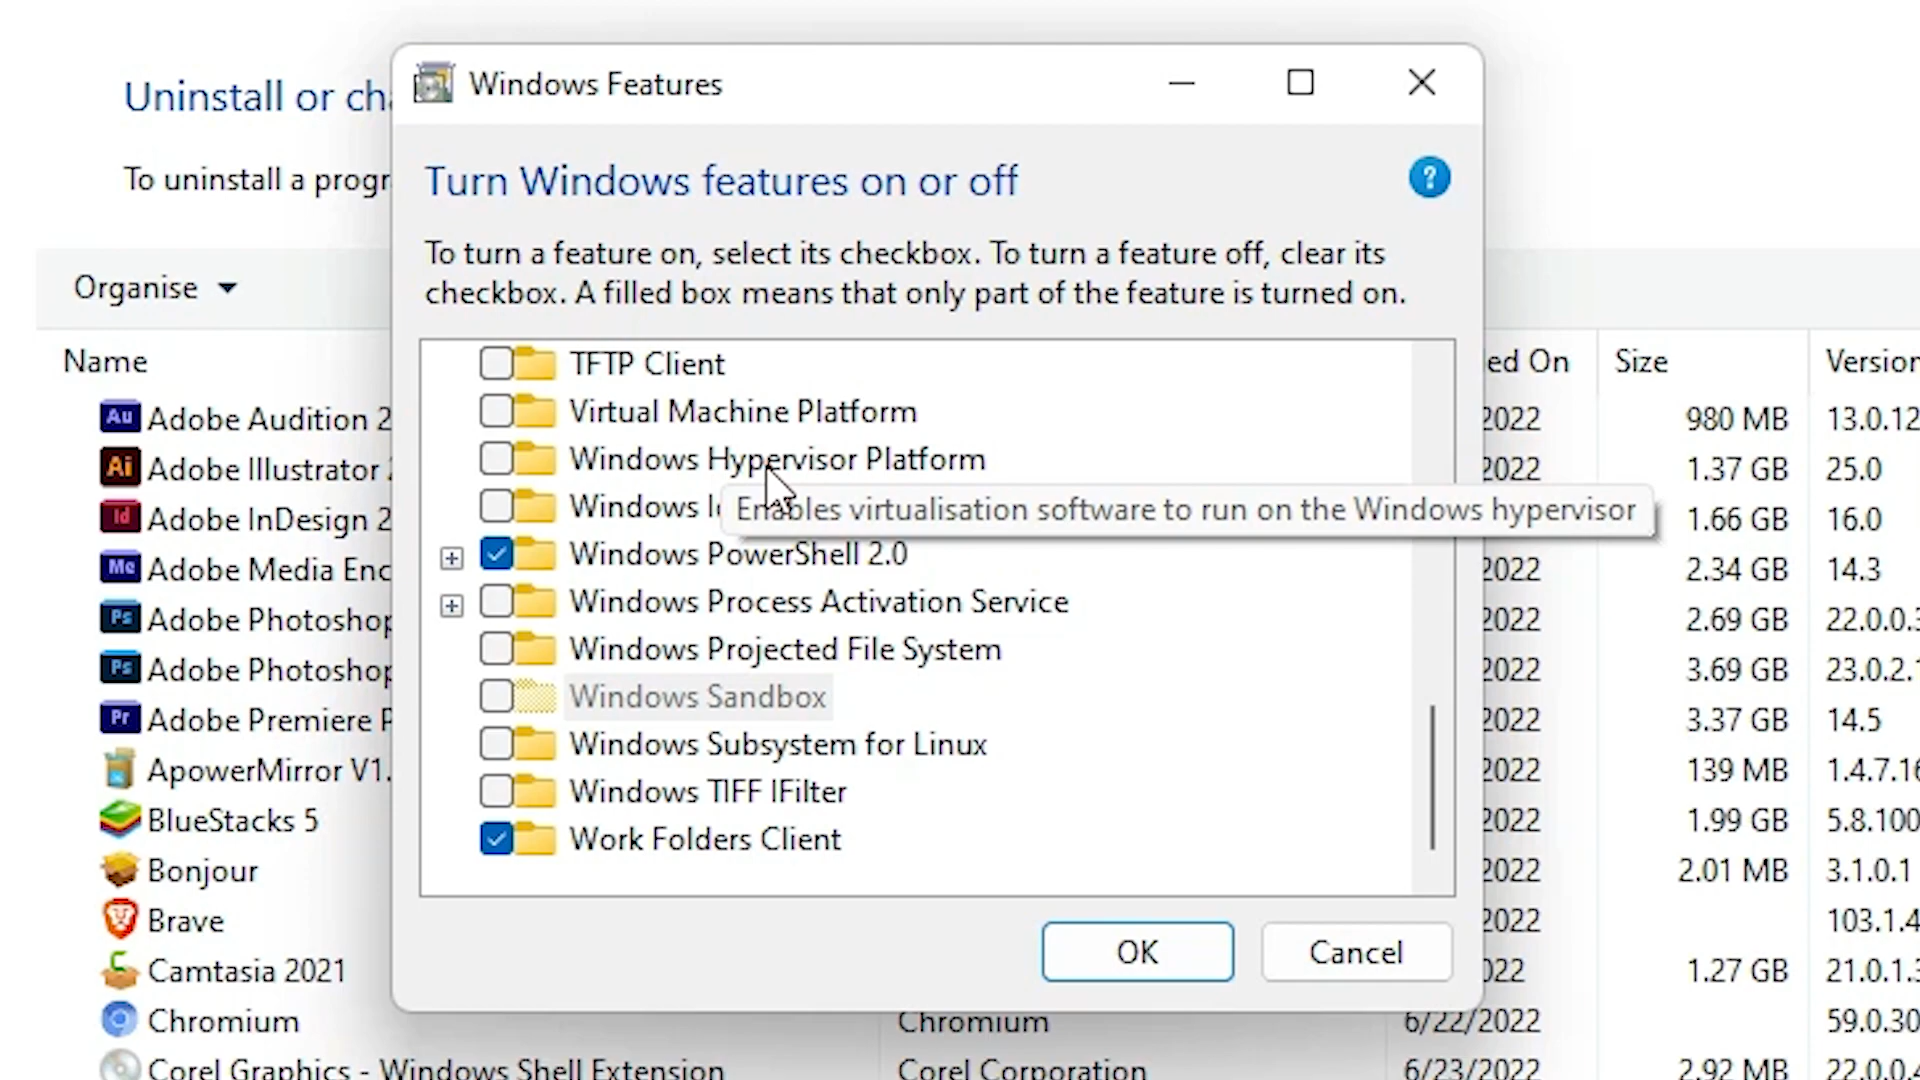 Uninstall or cha
To uninstall a progr
Organise
Name
ed On
Size
Version
Windows Features
Turn Windows features on or off
?
To turn a feature on, select its checkbox. To turn a feature off, clear its
checkbox. A filled box means that only part of the feature is turned on.
TFTP Client
Virtual Machine Platform
Windows Hypervisor Platform
Windows I
Enables virtualisation software to run on the Windows hypervisor
Windows PowerShell 2.0
Windows Process Activation Service
Windows Projected File System
Windows Sandbox
Windows Subsystem for Linux
Windows TIFF IFilter
Work Folders Client
OK
Cancel
Au Adobe Audition 2 2022 980 MB 13.0.12
Ai Adobe Illustrator 2022 1.37 GB 25.0
Id Adobe InDesign 2 2022 1.66 GB 16.0
Me Adobe Media Enc 2022 2.34 GB 14.3
Ps Adobe Photoshop 2022 2.69 GB 22.0.0.3
Ps Adobe Photoshop 2022 3.69 GB 23.0.2.1
Pr Adobe Premiere P 2022 3.37 GB 14.5
ApowerMirror V1. 2022 139 MB 1.4.7.16
BlueStacks 5 2022 1.99 GB 5.8.100
Bonjour 2022 2.01 MB 3.1.0.1
Brave 2022 103.1.4
Camtasia 2021 022 1.27 GB 21.0.1.3
Chromium Chromium 6/22/2022 59.0.30
Corel Graphics - Windows Shell Extension Corel Corporation 6/23/2022 2.92 MB 22.0.0.4